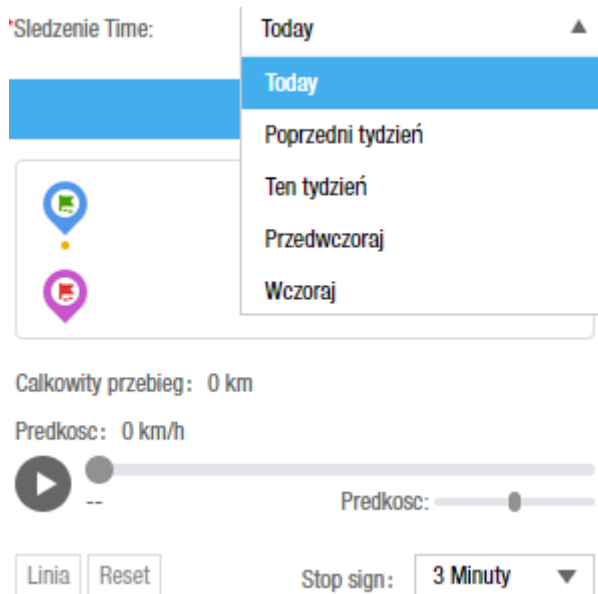 *Sledzenie Time: Today
Today
Poprzedni tydzień
Ten tydzień
Przedwczoraj
Wczoraj
Calkowity przebieg: 0 km
Predkosc: 0 km/h
-- Predkosc:
Linia Reset Stop sign: 3 Minuty